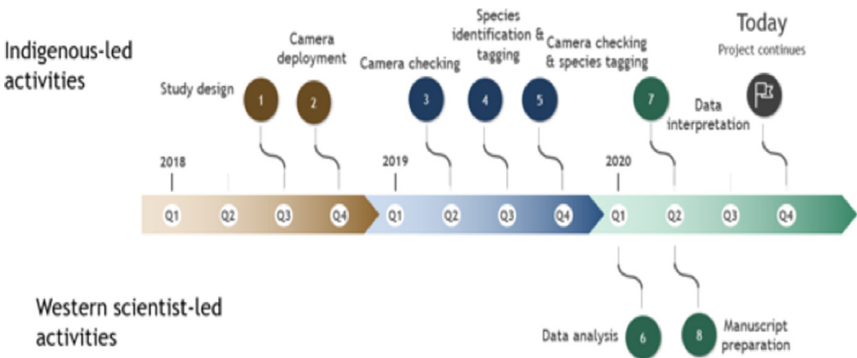 Indigenous-led
activities
Study design
1
Camera
deployment
2
Camera checking
3
Species
identification &
tagging
4
5
Camera checking
& species tagging
7
Data
interpretation
Today
Project continues
2018
2019
2020
Q1 Q2 Q3 Q4 Q1 Q2 Q3 Q4 Q1 Q2 Q3 Q4
Western scientist-led
activities
Data analysis
6
8
Manuscript
preparation